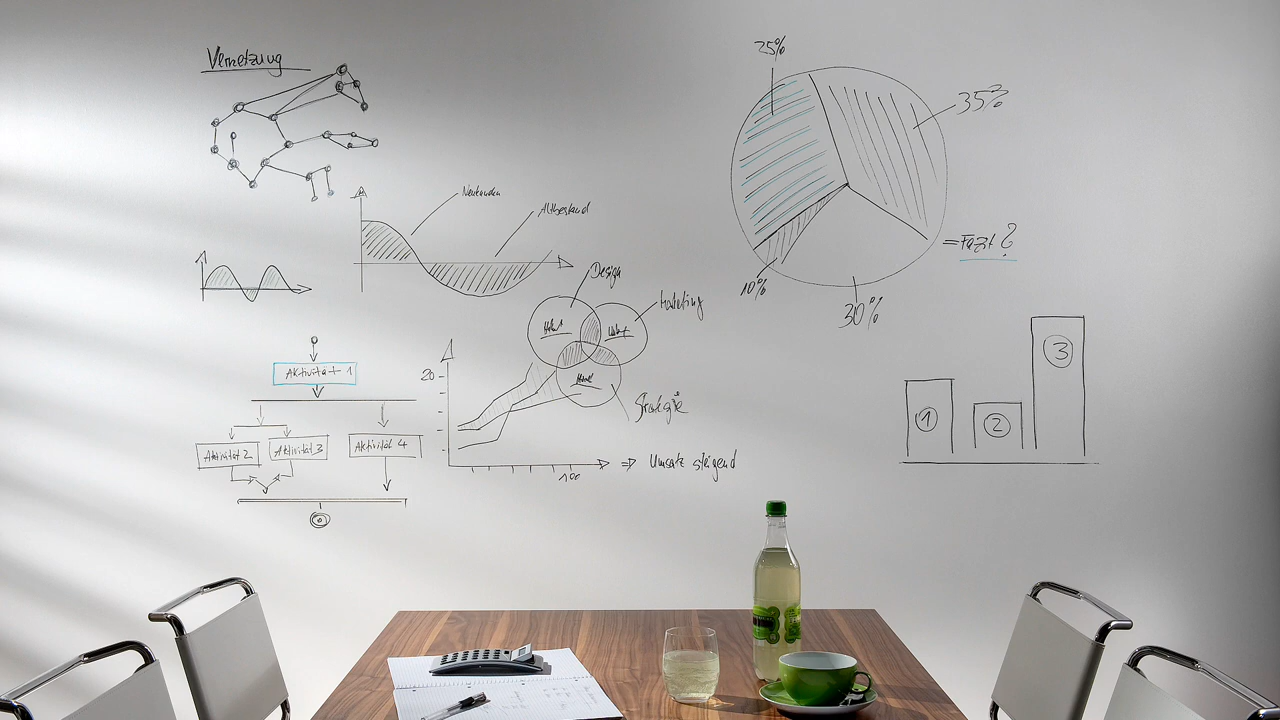 Vernetzung
25%
35%
Neukunden
Altbestand
= Fazit?
10%
30%
Design
Marketing
Strategie
20
100
⇒ Umsatz steigend
Aktivität 1
Aktivität 2
Aktivität 3
Aktivität 4
1
2
3